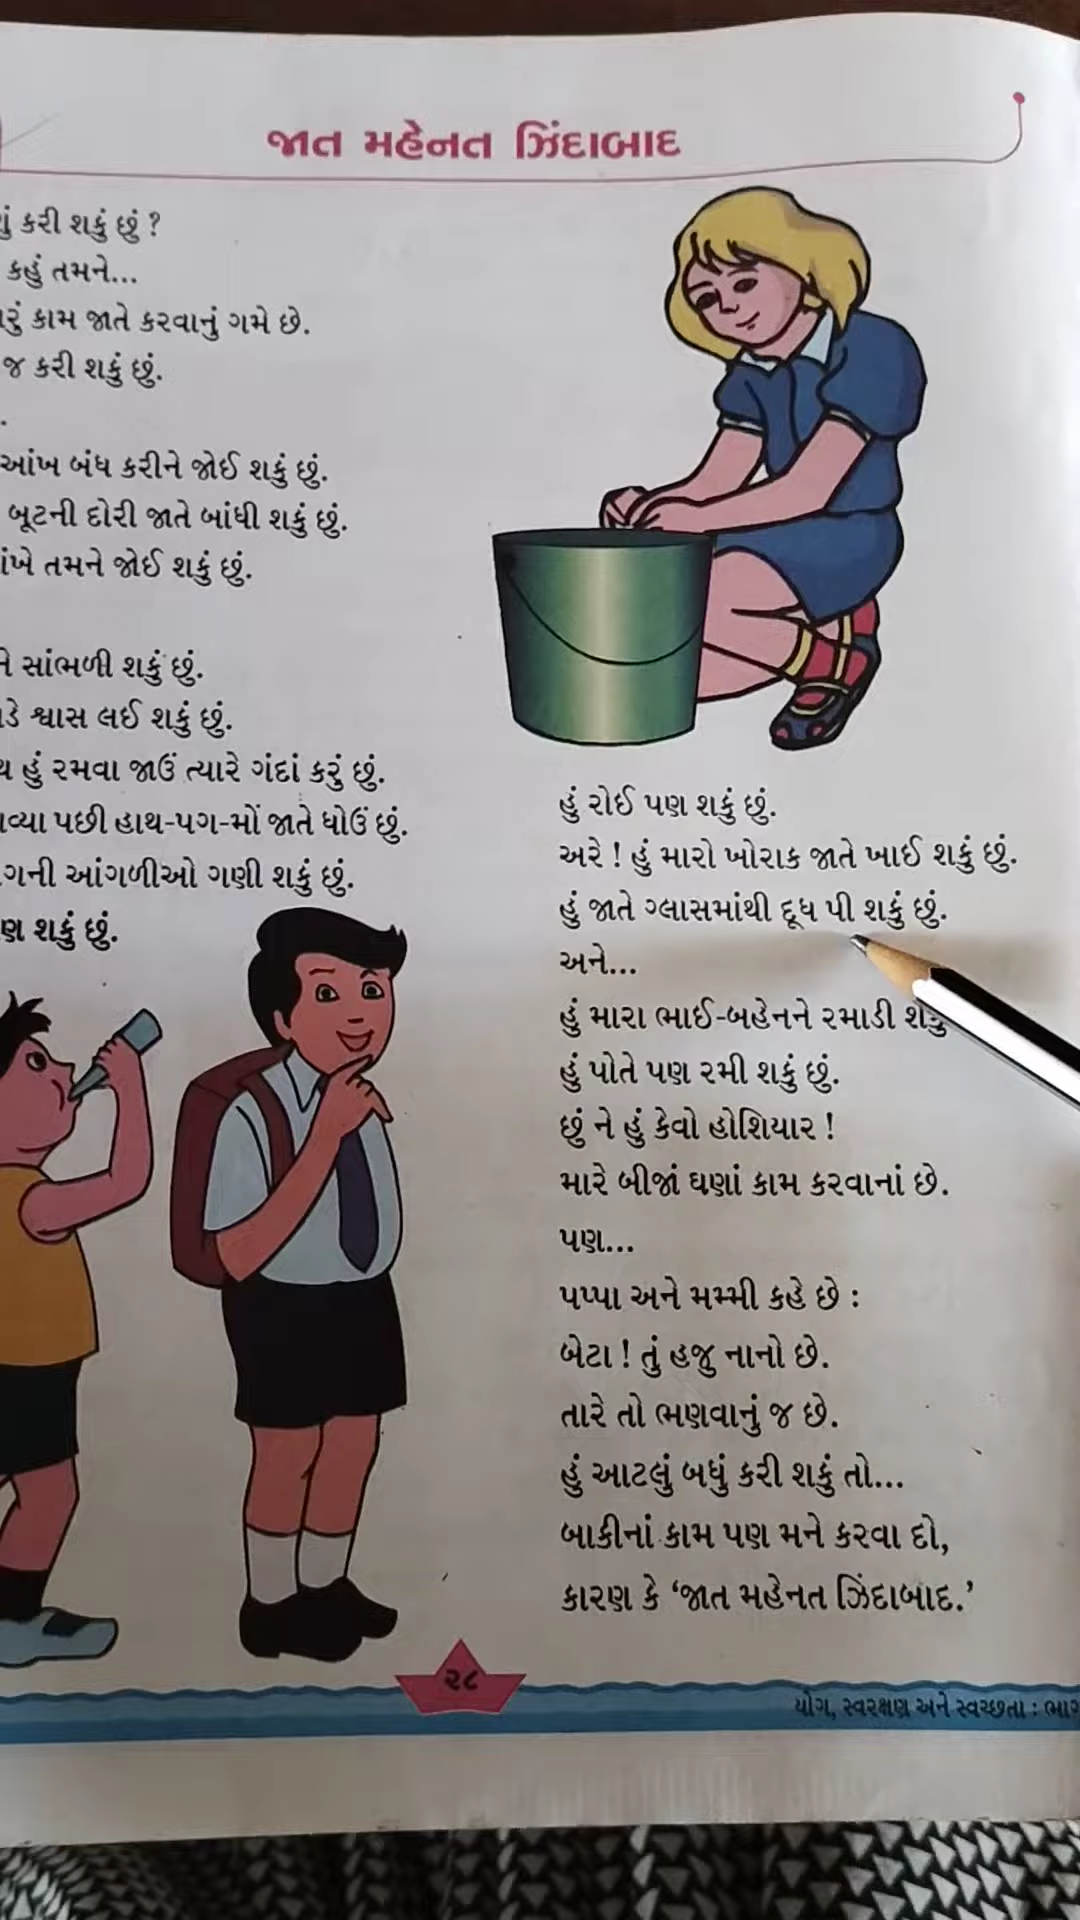 જાત મહેનત ઝિંદાબાદ
કરી શકું છું ?
કહું તમને...
કામ જાતે કરવાનું ગમે છે.
જ કરી શકું છું.
આંખ બંધ કરીને જોઈ શકું છું.
બૂટની દોરી જાતે બાંધી શકું છું.
તમને જોઈ શકું છું.
સાંભળી શકું છું.
શ્વાસ લઈ શકું છું.
હું રમવા જાઉં ત્યારે ગંદાં કરું છું.
પછી હાથ-પગ-મોં જાતે ધોઉં છું.
આંગળીઓ ગણી શકું છું.
શકું છું.
હું રોઈ પણ શકું છું.
અરે ! હું મારો ખોરાક જાતે ખાઈ શકું છું.
હું જાતે ગ્લાસમાંથી દૂધ પી શકું છું.
અને...
હું મારા ભાઈ-બહેનને રમાડી શકું
હું પોતે પણ રમી શકું છું.
છું ને હું કેવો હોશિયાર !
મારે બીજાં ઘણાં કામ કરવાનાં છે.
પણ...
પપ્પા અને મમ્મી કહે છે :
બેટા ! તું હજુ નાનો છે.
તારે તો ભણવાનું જ છે.
હું આટલું બધું કરી શકું તો...
બાકીનાં કામ પણ મને કરવા દો,
કારણ કે ‘જાત મહેનત ઝિંદાબાદ.’
૨૮
યોગ, સ્વરક્ષણ અને સ્વચ્છતા :